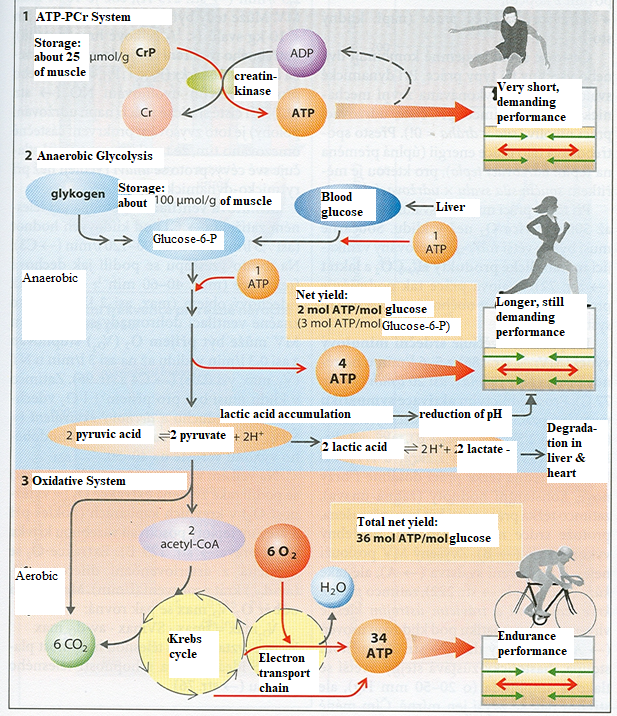 1 ATP-PCr System
Storage:
about 25 μmol/g
of muscle
CrP
ADP
creatin-
kinase
Cr
ATP
Very short,
demanding
performance
2 Anaerobic Glycolysis
glykogen
Storage:
about 100 μmol/g of muscle
Blood
glucose
Liver
Glucose-6-P
1
ATP
1
ATP
Anaerobic
Net yield:
2 mol ATP/mol glucose
(3 mol ATP/mol Glucose-6-P)
Longer, still
demanding
performance
4
ATP
lactic acid accumulation
reduction of pH
2 pyruvic acid ⇌ 2 pyruvate + 2H⁺
2 lactic acid ⇌ 2H⁺ + 2 lactate -
Degrada-
tion in
liver &
heart
3 Oxidative System
2
acetyl-CoA
6 O₂
Total net yield:
36 mol ATP/mol glucose
Aerobic
H₂O
6 CO₂
Krebs
cycle
Electron
transport
chain
34
ATP
Endurance
performance